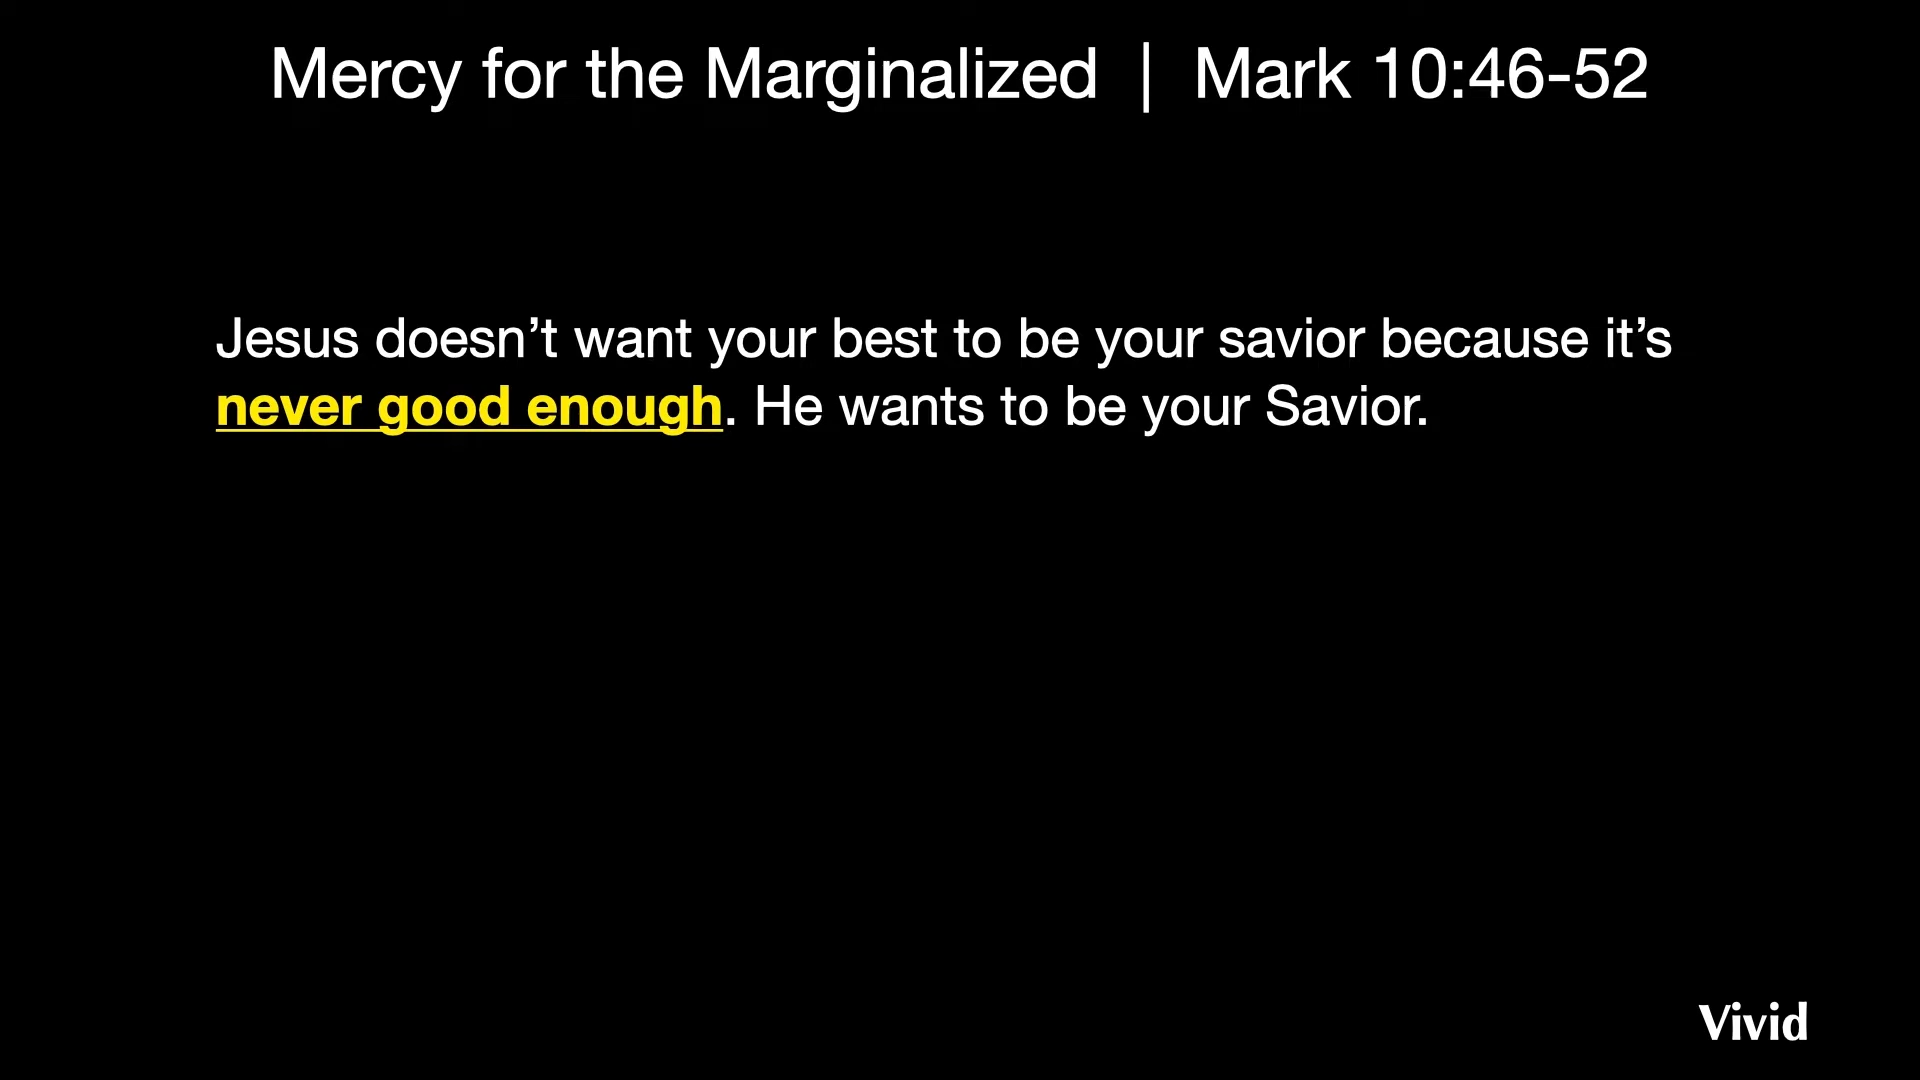 Mercy for the Marginalized | Mark 10:46-52
Jesus doesn’t want your best to be your savior because it’s
never good enough. He wants to be your Savior.
Vivid